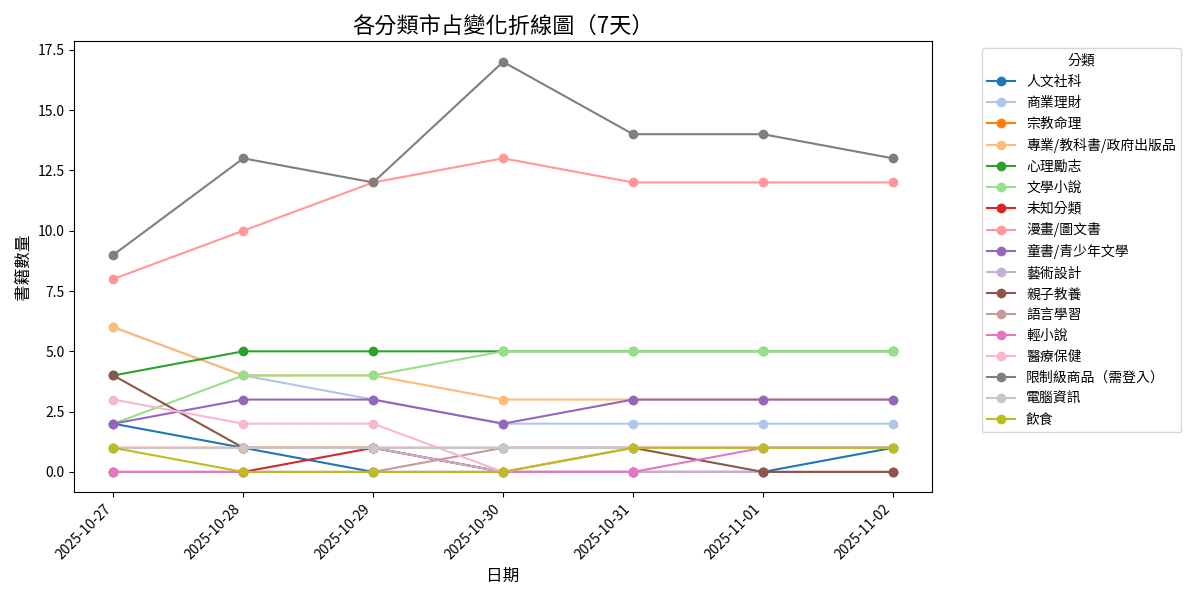 各分類市占變化折線圖（7天）
書籍數量
17.5
15.0
12.5
10.0
7.5
5.0
2.5
0.0
2025-10-27
2025-10-28
2025-10-29
2025-10-30
2025-10-31
2025-11-01
2025-11-02
日期
分類
人文社科
商業理財
宗教命理
專業/教科書/政府出版品
心理勵志
文學小說
未知分類
漫畫/圖文書
童書/青少年文學
藝術設計
親子教養
語言學習
輕小說
醫療保健
限制級商品（需登入）
電腦資訊
飲食